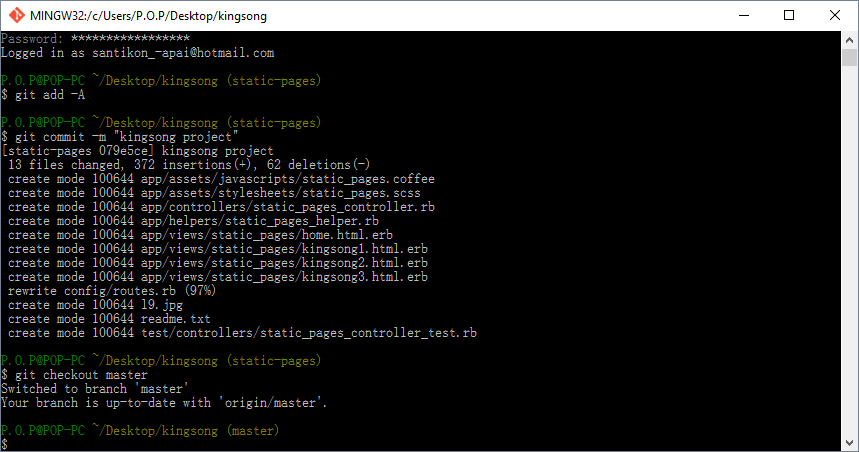 MINGW32:/c/Users/P.O.P/Desktop/kingsong
Password: *****************
Logged in as santikon_-apai@hotmail.com
P.O.P@POP-PC ~/Desktop/kingsong (static-pages)
$ git add -A
P.O.P@POP-PC ~/Desktop/kingsong (static-pages)
$ git commit -m "kingsong project"
[static-pages 079e5ce] kingsong project
 13 files changed, 372 insertions(+), 62 deletions(-)
 create mode 100644 app/assets/javascripts/static_pages.coffee
 create mode 100644 app/assets/stylesheets/static_pages.scss
 create mode 100644 app/controllers/static_pages_controller.rb
 create mode 100644 app/helpers/static_pages_helper.rb
 create mode 100644 app/views/static_pages/home.html.erb
 create mode 100644 app/views/static_pages/kingsong1.html.erb
 create mode 100644 app/views/static_pages/kingsong2.html.erb
 create mode 100644 app/views/static_pages/kingsong3.html.erb
 rewrite config/routes.rb (97%)
 create mode 100644 l9.jpg
 create mode 100644 readme.txt
 create mode 100644 test/controllers/static_pages_controller_test.rb
P.O.P@POP-PC ~/Desktop/kingsong (static-pages)
$ git checkout master
Switched to branch 'master'
Your branch is up-to-date with 'origin/master'.
P.O.P@POP-PC ~/Desktop/kingsong (master)
$